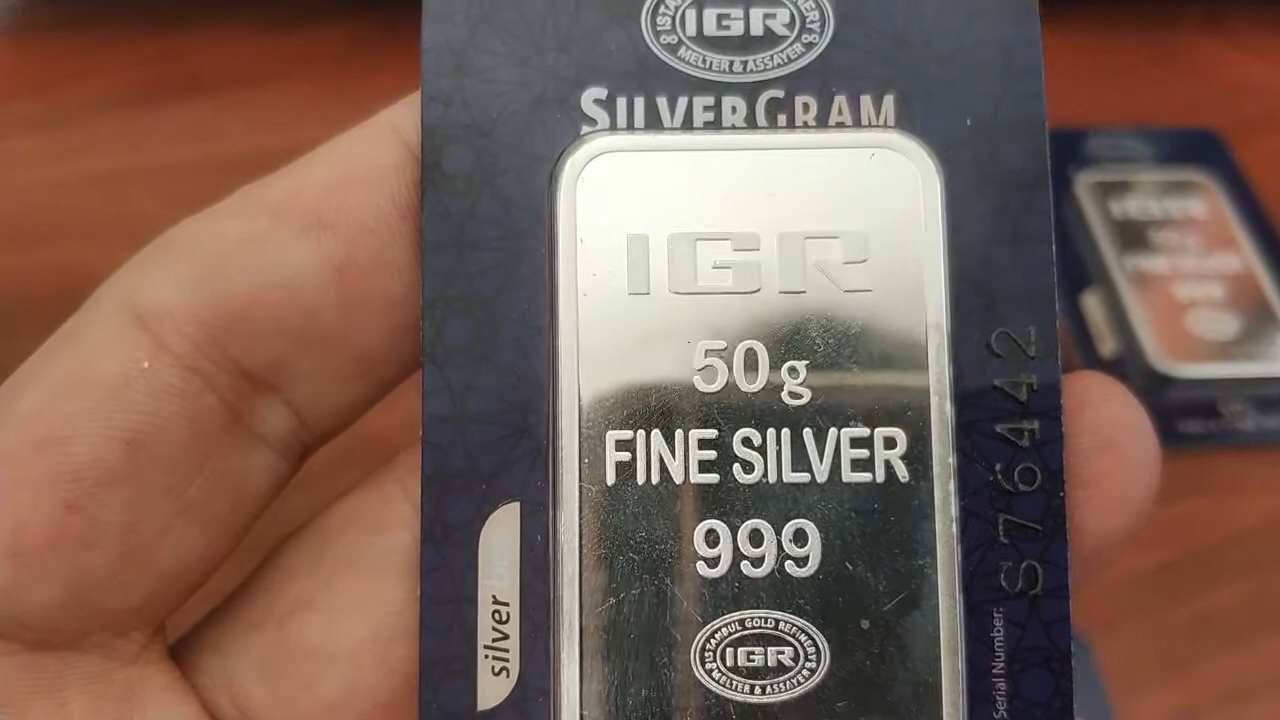 ISTANBUL GOLD REFINERY
IGR
MELTER & ASSAYER
SILVERGRAM
IGR
50g
FINE SILVER
999
ISTANBUL GOLD REFINERY
IGR
MELTER & ASSAYER
silver
Serial Number:
S76442